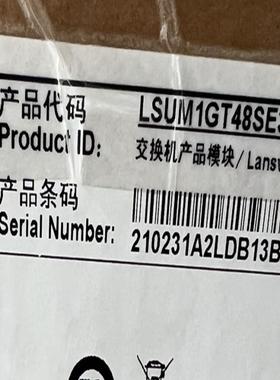 产品代码 LSUM1GT48SE
Product ID: 交换机产品模块/Lansw
产品条码
Serial Number: 210231A2LDB13B